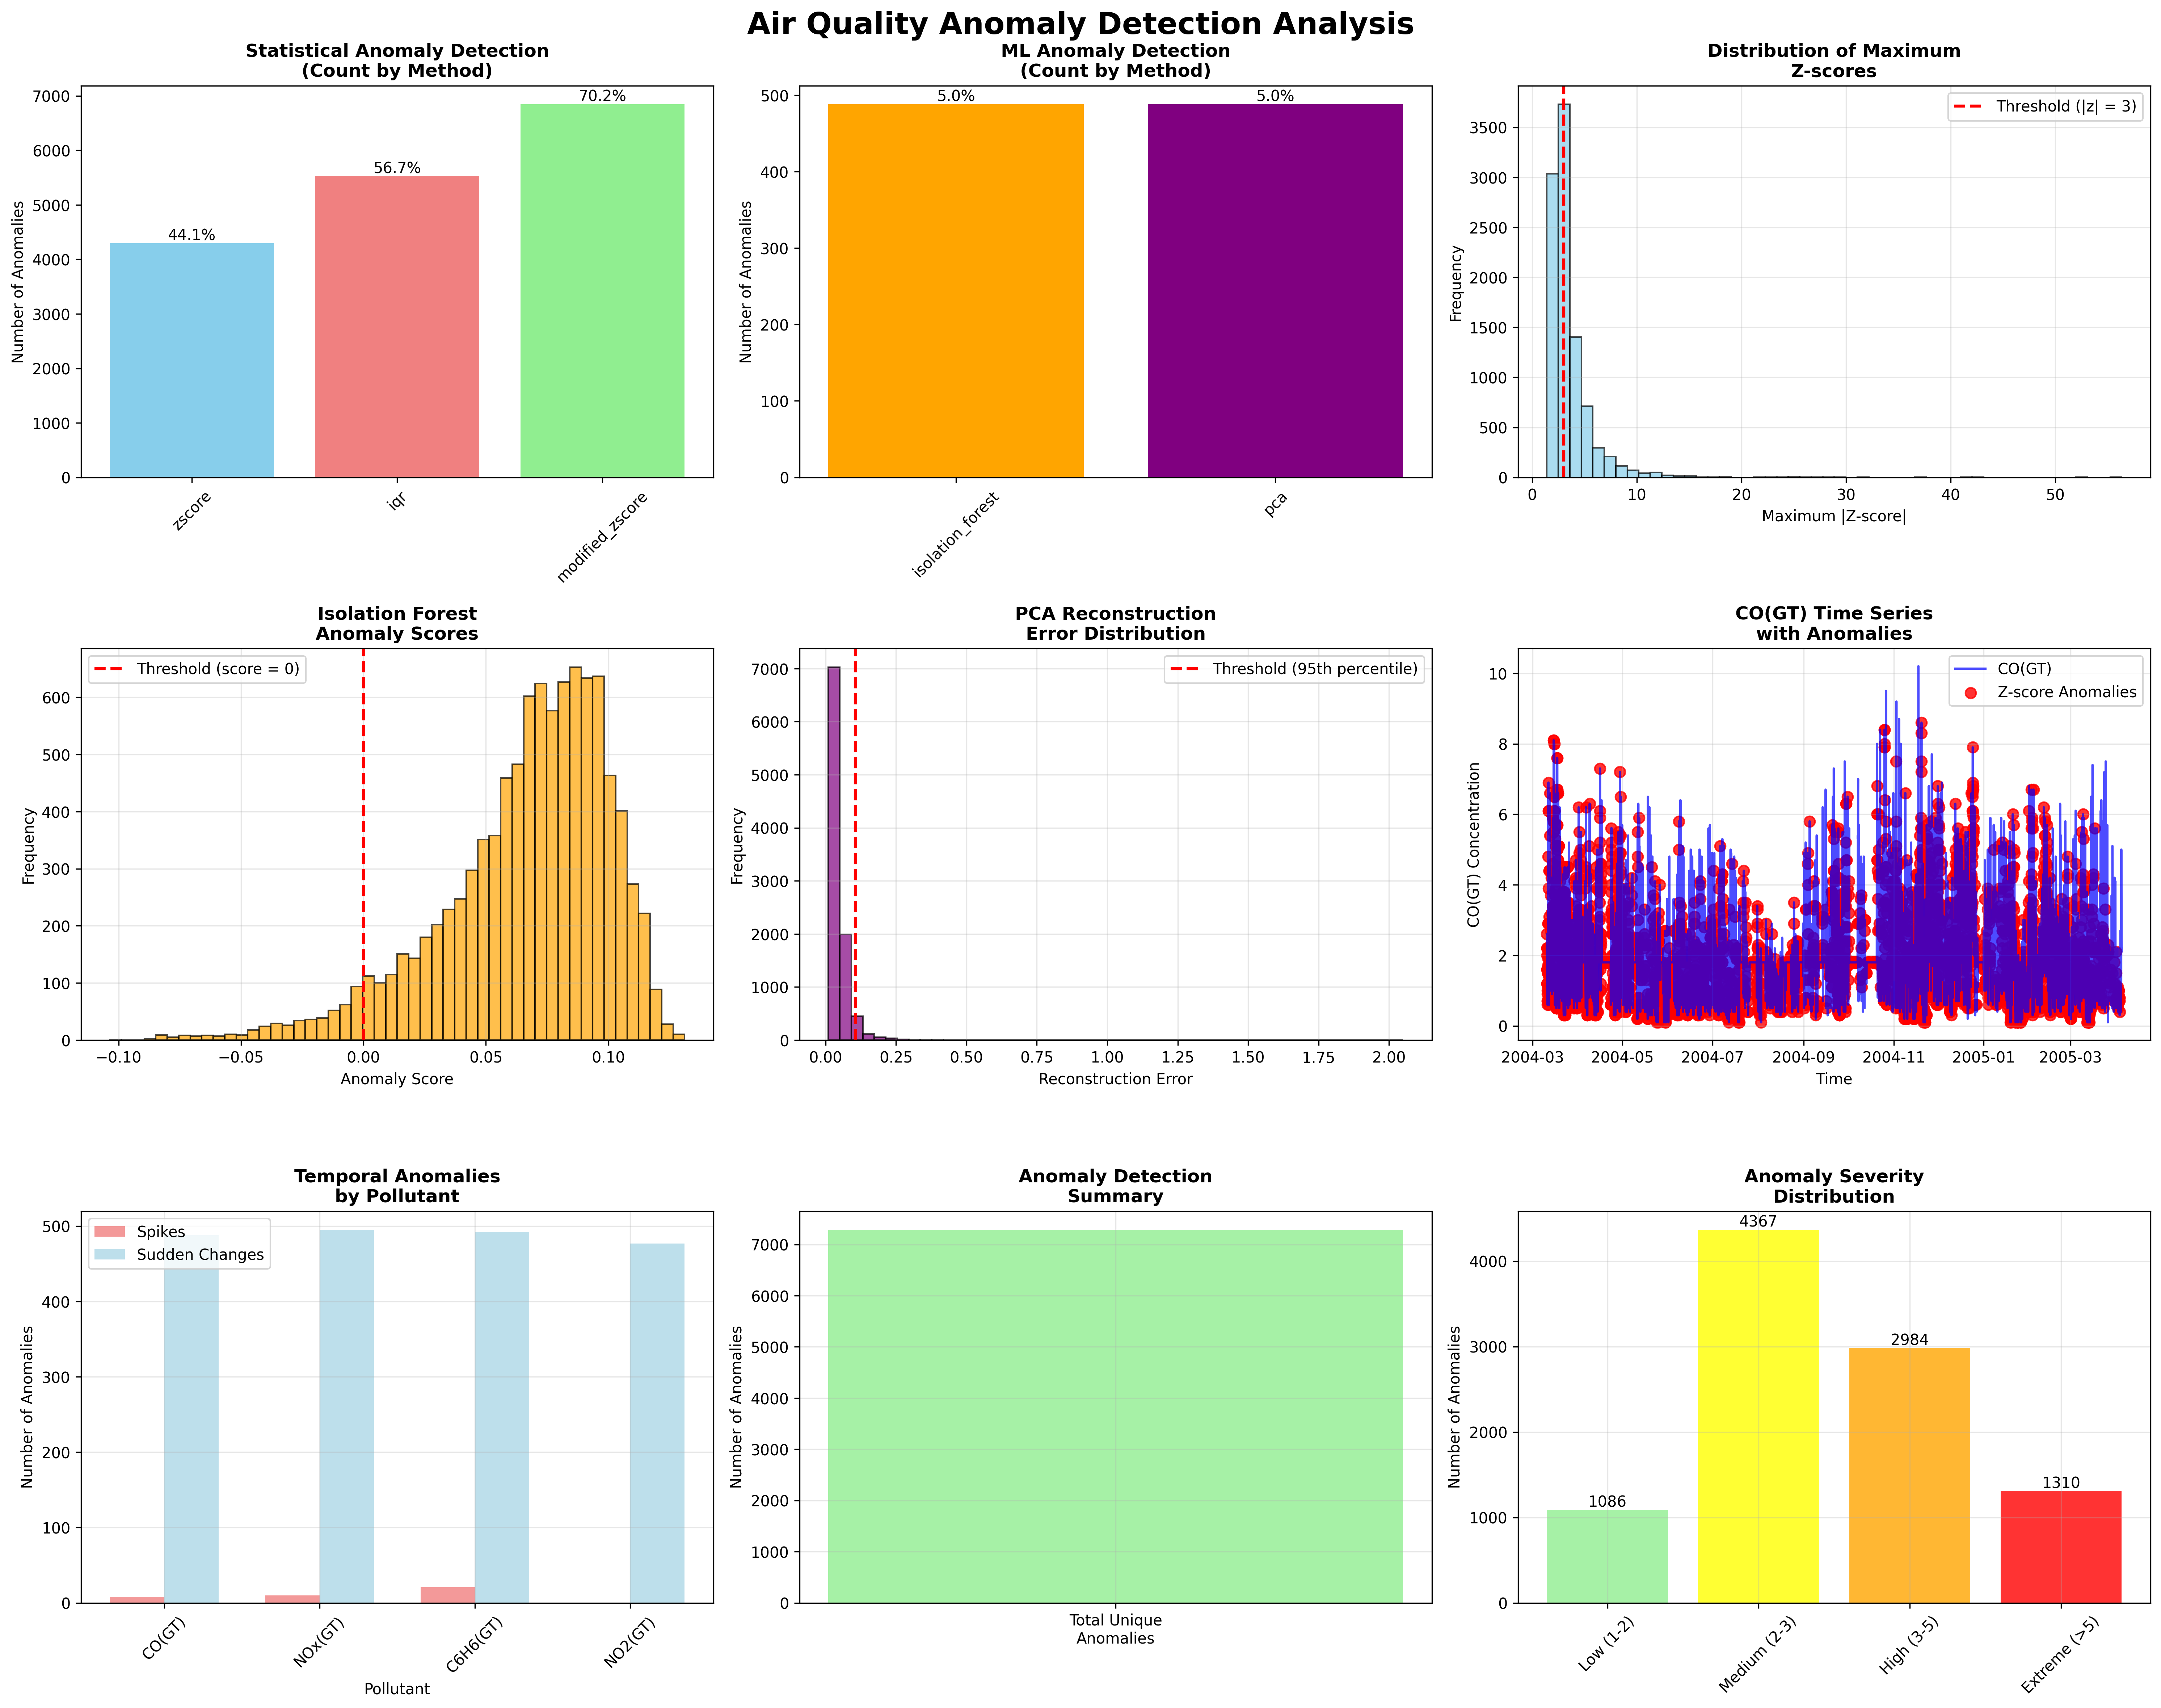 Air Quality Anomaly Detection Analysis
Statistical Anomaly Detection
(Count by Method)
Number of Anomalies
7000
6000
5000
4000
3000
2000
1000
0
44.1%
56.7%
70.2%
zscore
iqr
modified_zscore
ML Anomaly Detection
(Count by Method)
Number of Anomalies
500
400
300
200
100
0
5.0%
5.0%
isolation_forest
pca
Distribution of Maximum
Z-scores
Frequency
3500
3000
2500
2000
1500
1000
500
0
Threshold (|z| = 3)
0
10
20
30
40
50
Maximum |Z-score|
Isolation Forest
Anomaly Scores
Frequency
600
500
400
300
200
100
0
Threshold (score = 0)
−0.10
−0.05
0.00
0.05
0.10
Anomaly Score
PCA Reconstruction
Error Distribution
Frequency
7000
6000
5000
4000
3000
2000
1000
0
Threshold (95th percentile)
0.00
0.25
0.50
0.75
1.00
1.25
1.50
1.75
2.00
Reconstruction Error
CO(GT) Time Series
with Anomalies
CO(GT) Concentration
10
8
6
4
2
0
CO(GT)
Z-score Anomalies
2004-03
2004-05
2004-07
2004-09
2004-11
2005-01
2005-03
Time
Temporal Anomalies
by Pollutant
Number of Anomalies
500
400
300
200
100
0
Spikes
Sudden Changes
CO(GT)
NOx(GT)
C6H6(GT)
NO2(GT)
Pollutant
Anomaly Detection
Summary
Number of Anomalies
7000
6000
5000
4000
3000
2000
1000
0
Total Unique
Anomalies
Anomaly Severity
Distribution
Number of Anomalies
4000
3000
2000
1000
0
1086
4367
2984
1310
Low (1-2)
Medium (2-3)
High (3-5)
Extreme (>5)